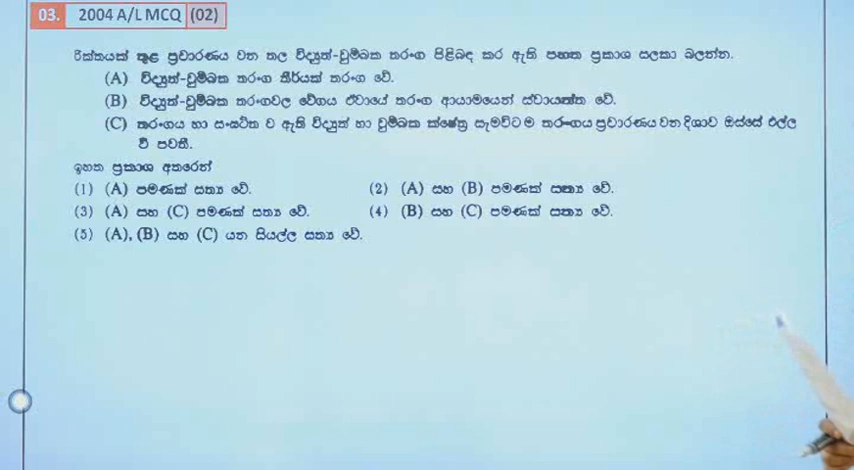 03. 2004 A/L MCQ (02)
රික්තයක් තුළ ප්‍රචාරණය වන තල විද්‍යුත්-චුම්බක තරංග පිළිබඳ කර ඇති පහත ප්‍රකාශ සලකා බලන්න.
(A) විද්‍යුත්-චුම්බක තරංග තීර්යක් තරංග වේ.
(B) විද්‍යුත්-චුම්බක තරංගවල වේගය ඒවායේ තරංග ආයාමයෙන් ස්වායත්ත වේ.
(C) තරංගය හා සංඝටිත ව ඇති විද්‍යුත් හා චුම්බක ක්ෂේත්‍ර සැමවිටම තරංගය ප්‍රචාරණය වන දිශාව ඔස්සේ එල්ල
වී පවතී.
ඉහත ප්‍රකාශ අතරෙන්
(1) (A) පමණක් සත්‍ය වේ. (2) (A) සහ (B) පමණක් සත්‍ය වේ.
(3) (A) සහ (C) පමණක් සත්‍ය වේ. (4) (B) සහ (C) පමණක් සත්‍ය වේ.
(5) (A), (B) සහ (C) යන සියල්ල සත්‍ය වේ.